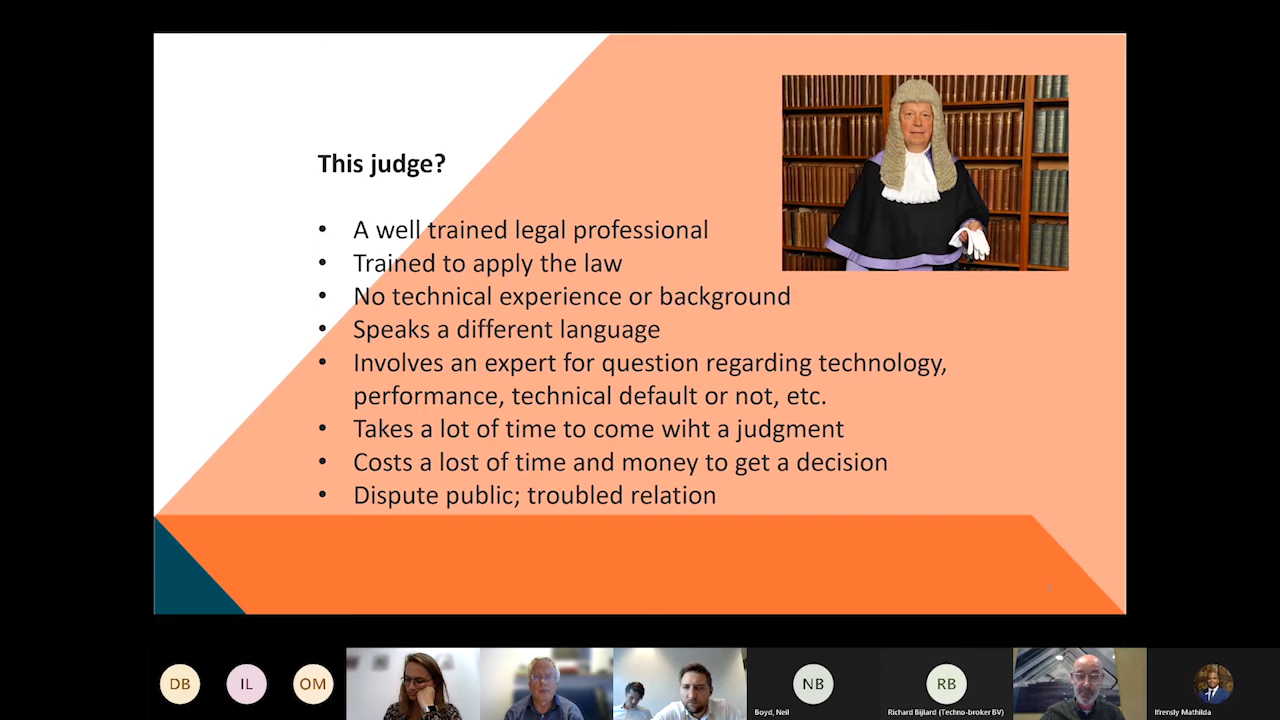 This judge?
• A well trained legal professional
• Trained to apply the law
• No technical experience or background
• Speaks a different language
• Involves an expert for question regarding technology,
performance, technical default or not, etc.
• Takes a lot of time to come wiht a judgment
• Costs a lost of time and money to get a decision
• Dispute public; troubled relation
DB
IL
OM
NB
RB
Boyd, Neil
Richard Bijlard (Techno-broker BV)
Ifrensly Mathilda